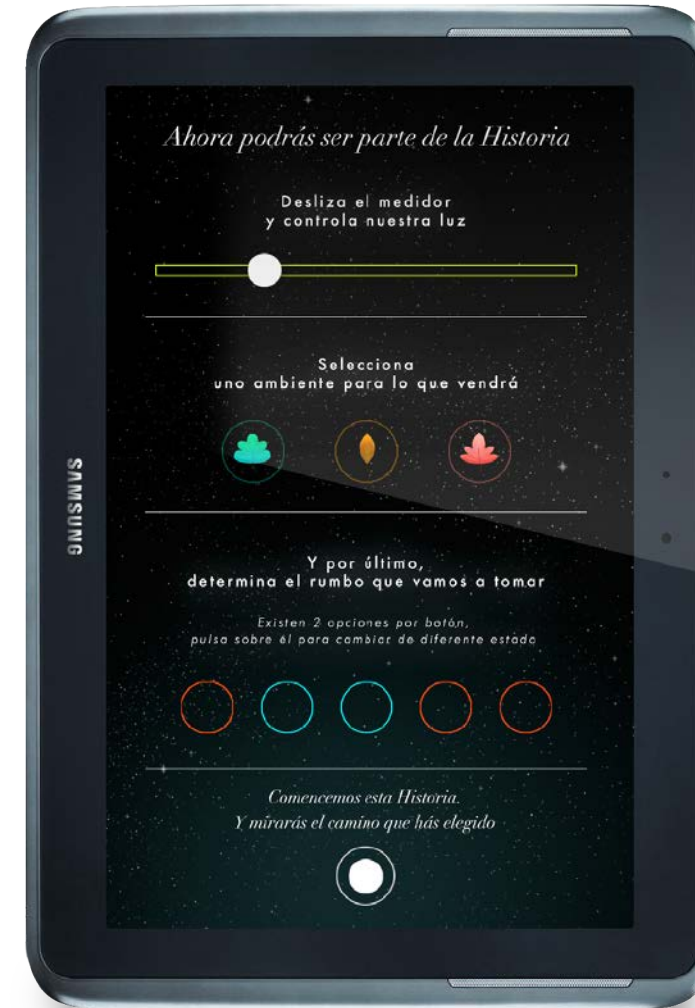 Ahora podrás ser parte de la Historia
Desliza el medidor
y controla nuestra luz
Selecciona
uno ambiente para lo que vendrá
Y por último,
determina el rumbo que vamos a tomar
Existen 2 opciones por botón,
pulsa sobre él para cambiar de diferente estado
Comencemos esta Historia.
Y mirarás el camino que hás elegido
SAMSUNG